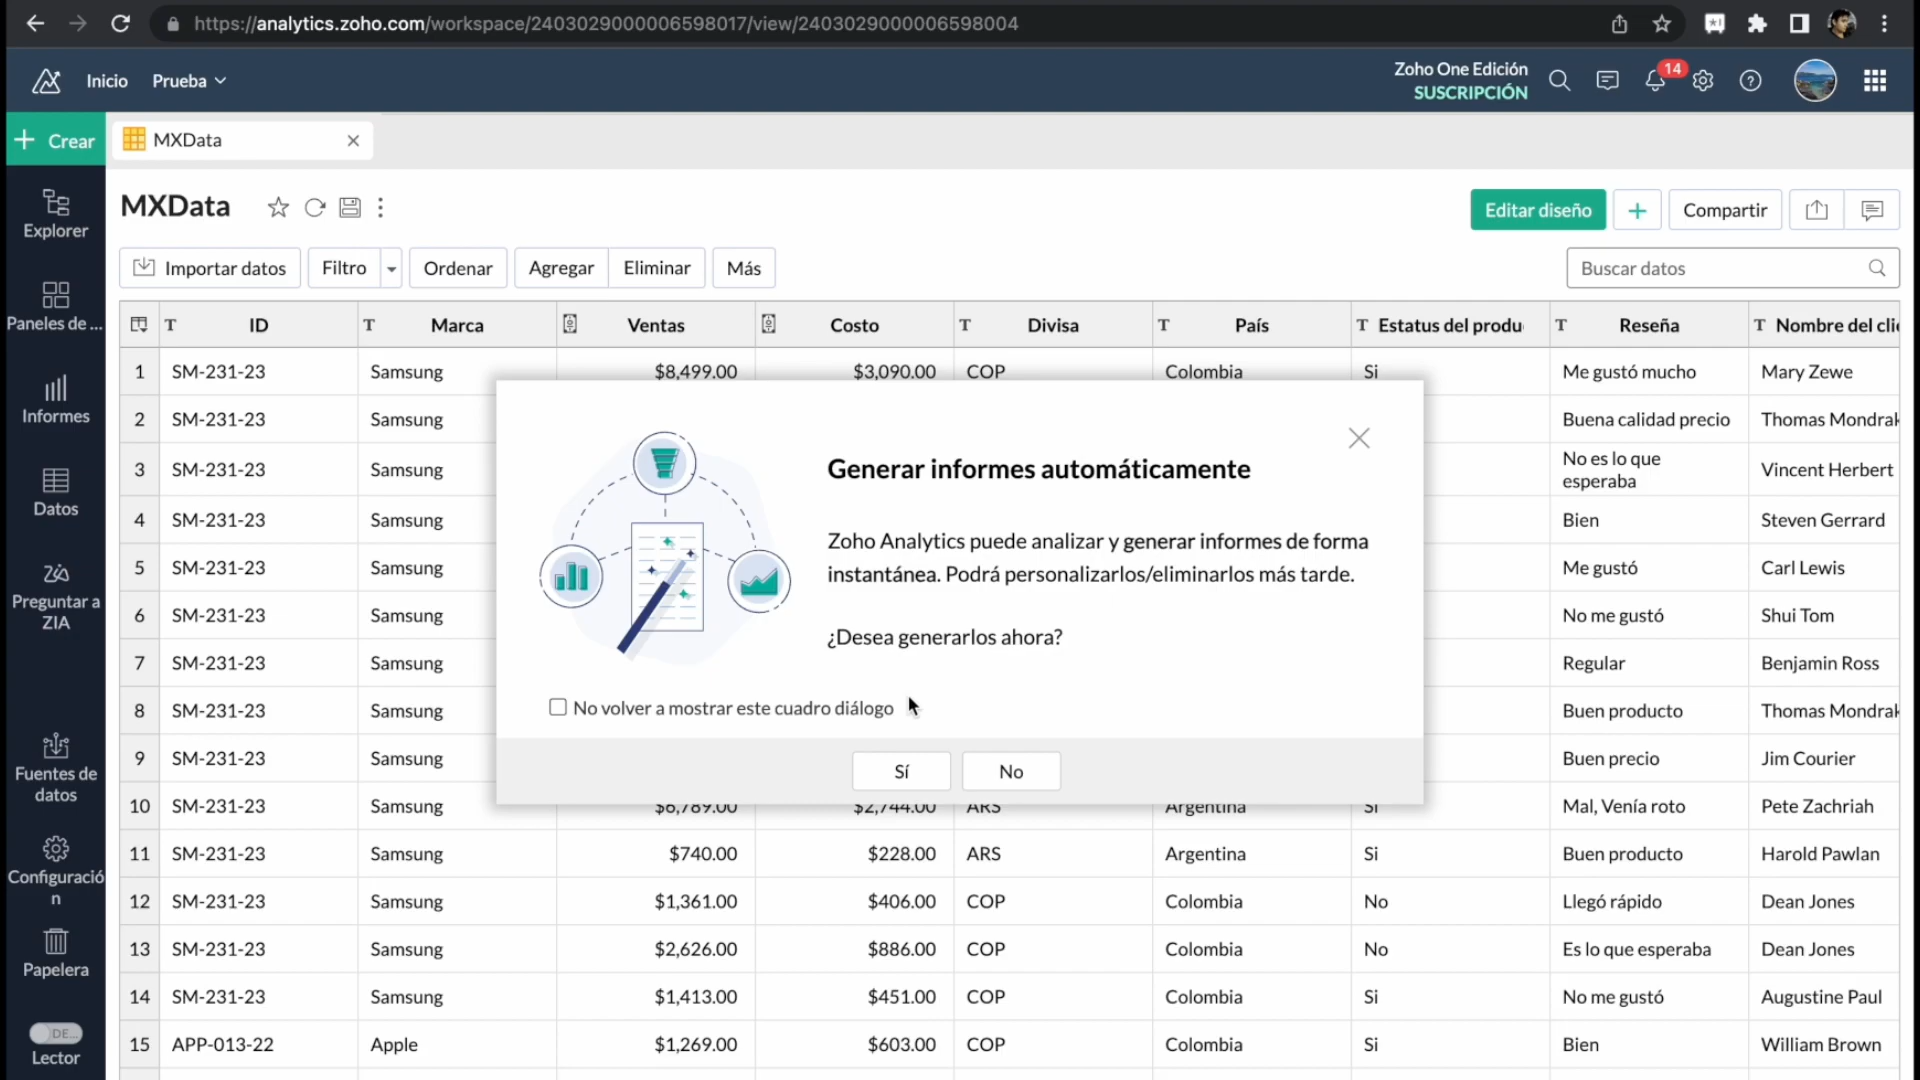 https://analytics.zoho.com/workspace/2403029000006598017/view/2403029000006598004
Inicio
Prueba
Zoho One Edición
SUSCRIPCIÓN
14
Crear
MXData
Explorer
Paneles de ...
Informes
Datos
Preguntar a
ZIA
Fuentes de
datos
Configuració
n
Papelera
DE...
Lector
MXData
Editar diseño
Compartir
Importar datos
Filtro
Ordenar
Agregar
Eliminar
Más
Buscar datos
T ID T Marca Ventas Costo T Divisa T País T Estatus del produ T Reseña T Nombre del cli
1 SM-231-23 Samsung $8,499.00 $3,090.00 COP Colombia Si Me gustó mucho Mary Zewe
2 SM-231-23 Samsung Buena calidad precio Thomas Mondrak
3 SM-231-23 Samsung No es lo que
esperaba Vincent Herbert
4 SM-231-23 Samsung Bien Steven Gerrard
5 SM-231-23 Samsung Me gustó Carl Lewis
6 SM-231-23 Samsung No me gustó Shui Tom
7 SM-231-23 Samsung Regular Benjamin Ross
8 SM-231-23 Samsung Buen producto Thomas Mondrak
9 SM-231-23 Samsung Buen precio Jim Courier
10 SM-231-23 Samsung $6,789.00 $2,744.00 ARS Argentina Si Mal, Venía roto Pete Zachriah
11 SM-231-23 Samsung $740.00 $228.00 ARS Argentina Si Buen producto Harold Pawlan
12 SM-231-23 Samsung $1,361.00 $406.00 COP Colombia No Llegó rápido Dean Jones
13 SM-231-23 Samsung $2,626.00 $886.00 COP Colombia No Es lo que esperaba Dean Jones
14 SM-231-23 Samsung $1,413.00 $451.00 COP Colombia Si No me gustó Augustine Paul
15 APP-013-22 Apple $1,269.00 $603.00 COP Colombia Si Bien William Brown
Generar informes automáticamente
Zoho Analytics puede analizar y generar informes de forma
instantánea. Podrá personalizarlos/eliminarlos más tarde.
¿Desea generarlos ahora?
No volver a mostrar este cuadro diálogo
Sí
No